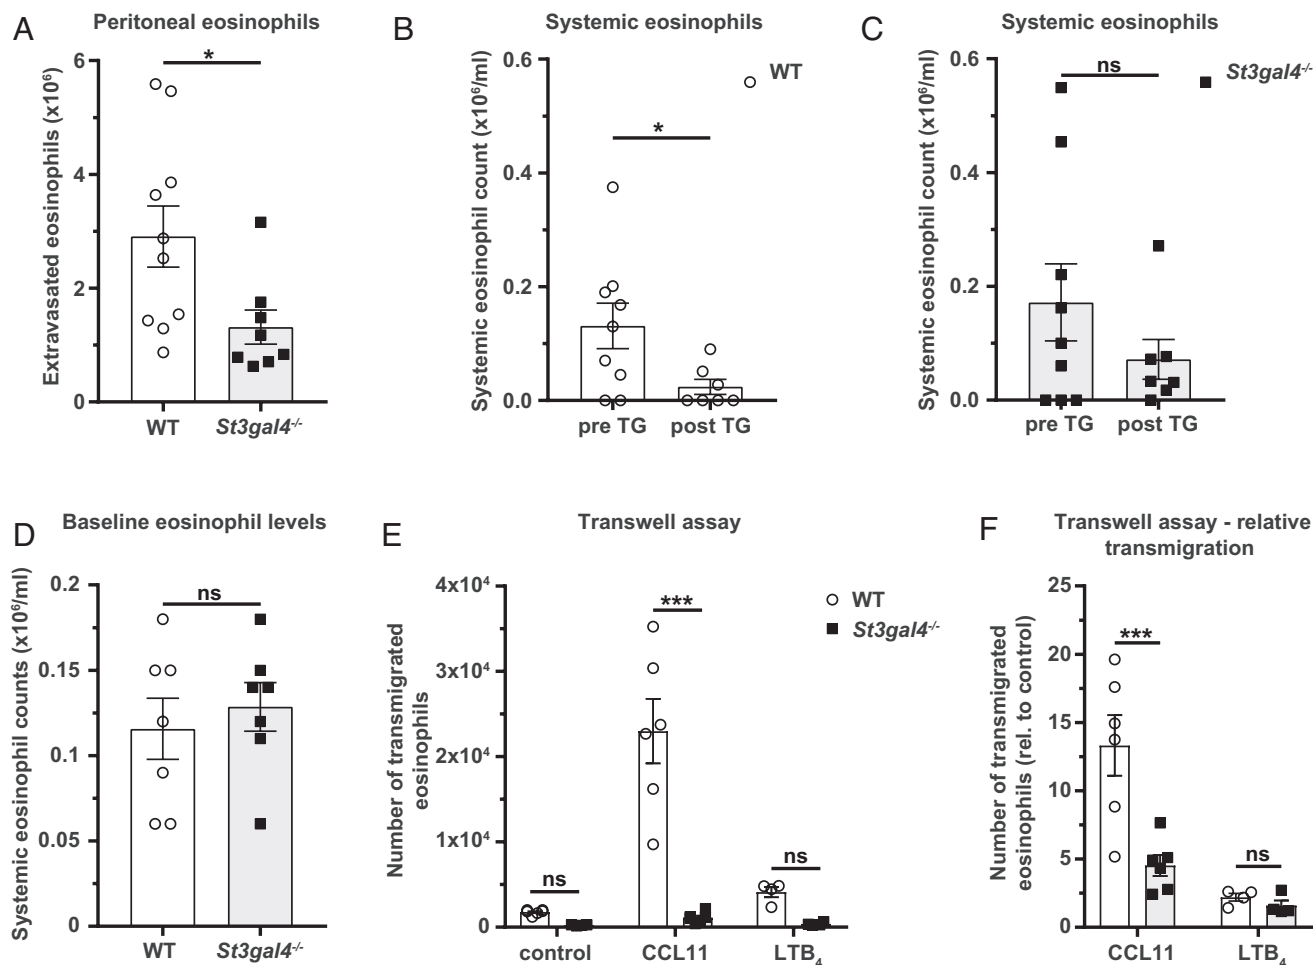 A
Peritoneal eosinophils
Extravasated eosinophils (x10⁶)
6
4
2
0
*
WT
St3gal4⁻/⁻
B
Systemic eosinophils
Systemic eosinophil count (x10⁶/ml)
0.6
0.4
0.2
0.0
*
WT
pre TG
post TG
C
Systemic eosinophils
Systemic eosinophil count (x10⁶/ml)
0.6
0.4
0.2
0.0
ns
St3gal4⁻/⁻
pre TG
post TG
D
Baseline eosinophil levels
Systemic eosinophil counts (x10⁶/ml)
0.2
0.15
0.1
0.05
0
ns
WT
St3gal4⁻/⁻
E
Transwell assay
Number of transmigrated
eosinophils
4x10⁴
3x10⁴
2x10⁴
1x10⁴
0
ns
***
ns
WT
St3gal4⁻/⁻
control
CCL11
LTB₄
F
Transwell assay - relative
transmigration
Number of transmigrated
eosinophils (rel. to control)
25
20
15
10
5
0
***
ns
CCL11
LTB₄